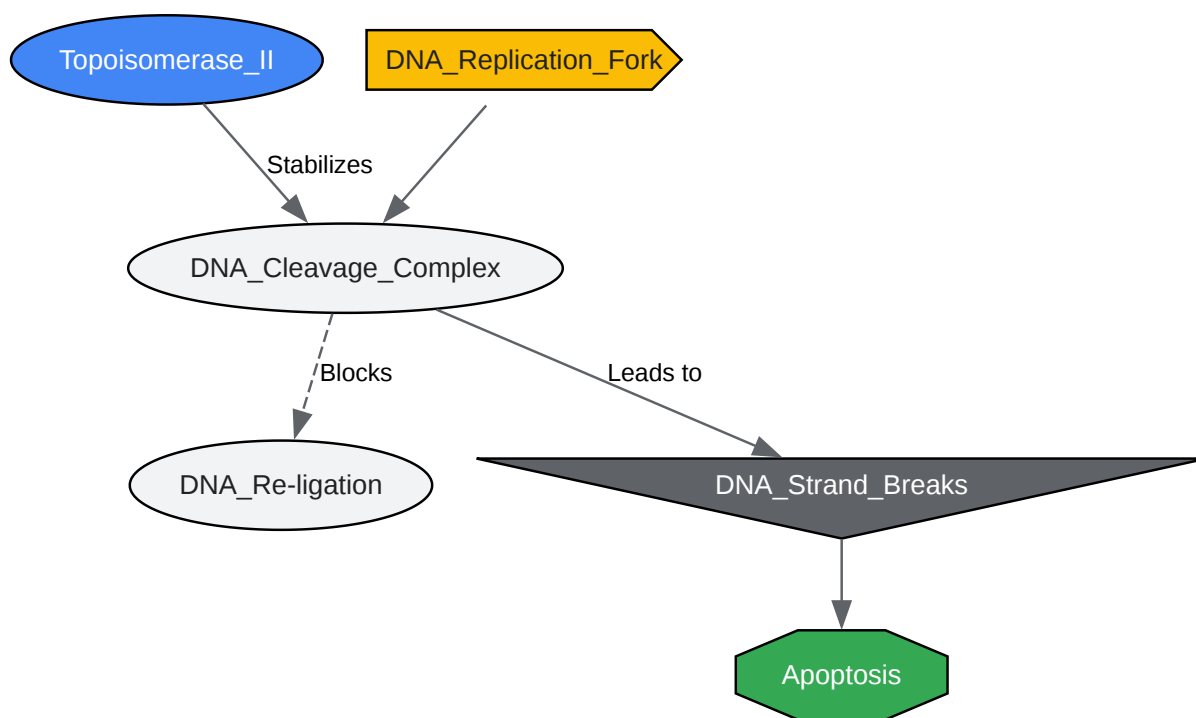 Topoisomerase_II
DNA_Replication_Fork
Stabilizes
DNA_Cleavage_Complex
Blocks
Leads to
DNA_Re-ligation
DNA_Strand_Breaks
Apoptosis